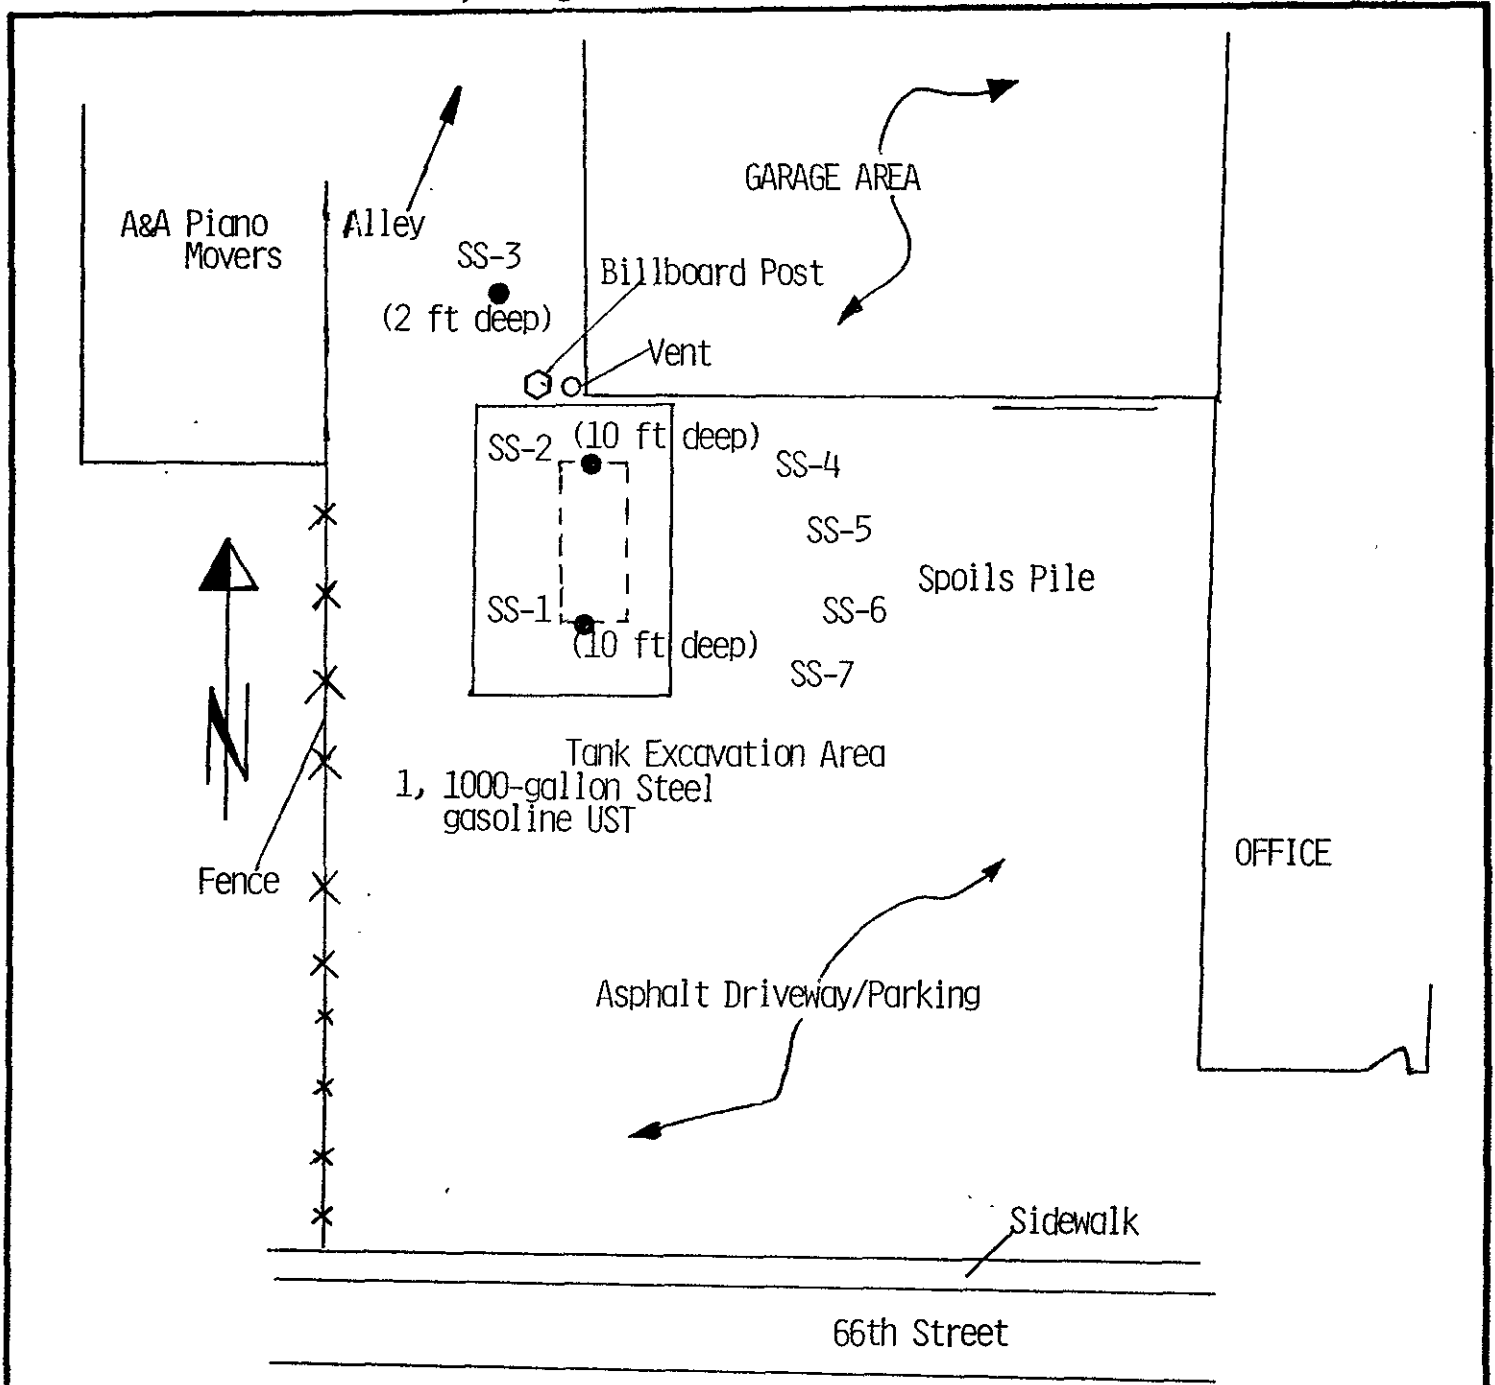 GARAGE AREA
A&A Piano
Movers
Alley
SS-3
(2 ft deep)
Billboard Post
Vent
SS-2
(10 ft deep)
SS-4
SS-5
Spoils Pile
SS-1
(10 ft deep)
SS-6
SS-7
N
Tank Excavation Area
1, 1000-gallon Steel
gasoline UST
Fence
OFFICE
Asphalt Driveway/Parking
Sidewalk
66th Street